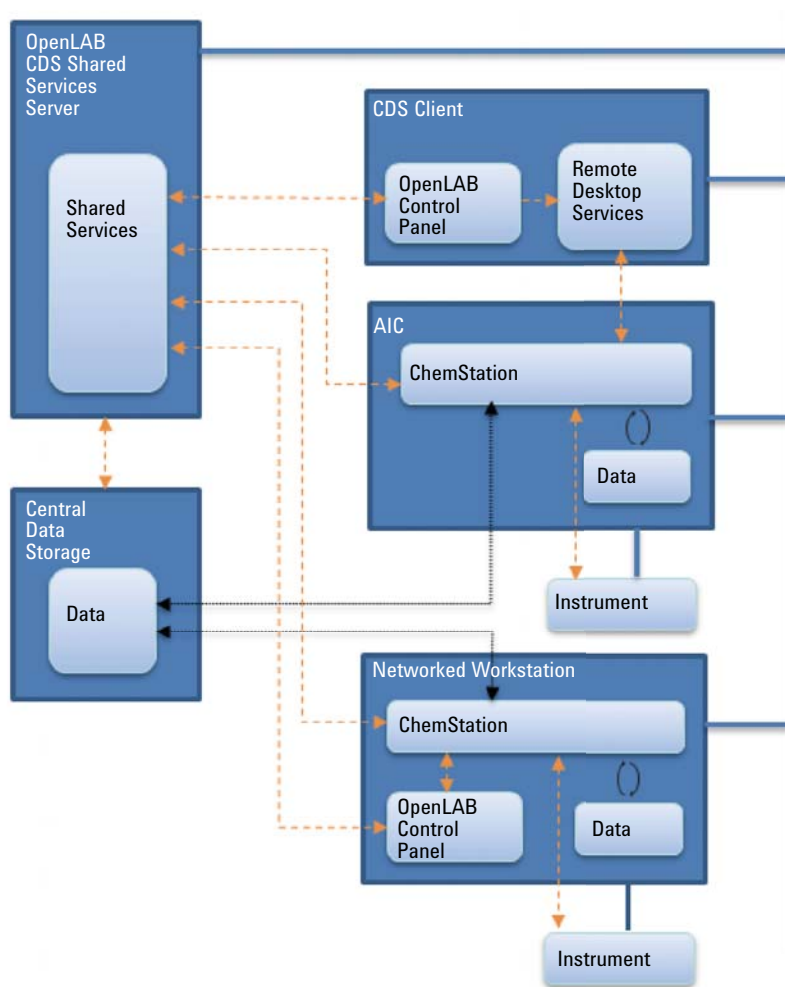 OpenLAB
CDS Shared
Services
Server
Shared
Services
CDS Client
OpenLAB
Control
Panel
Remote
Desktop
Services
AIC
ChemStation
Data
Instrument
Central
Data
Storage
Data
Networked Workstation
ChemStation
OpenLAB
Control
Panel
Data
Instrument